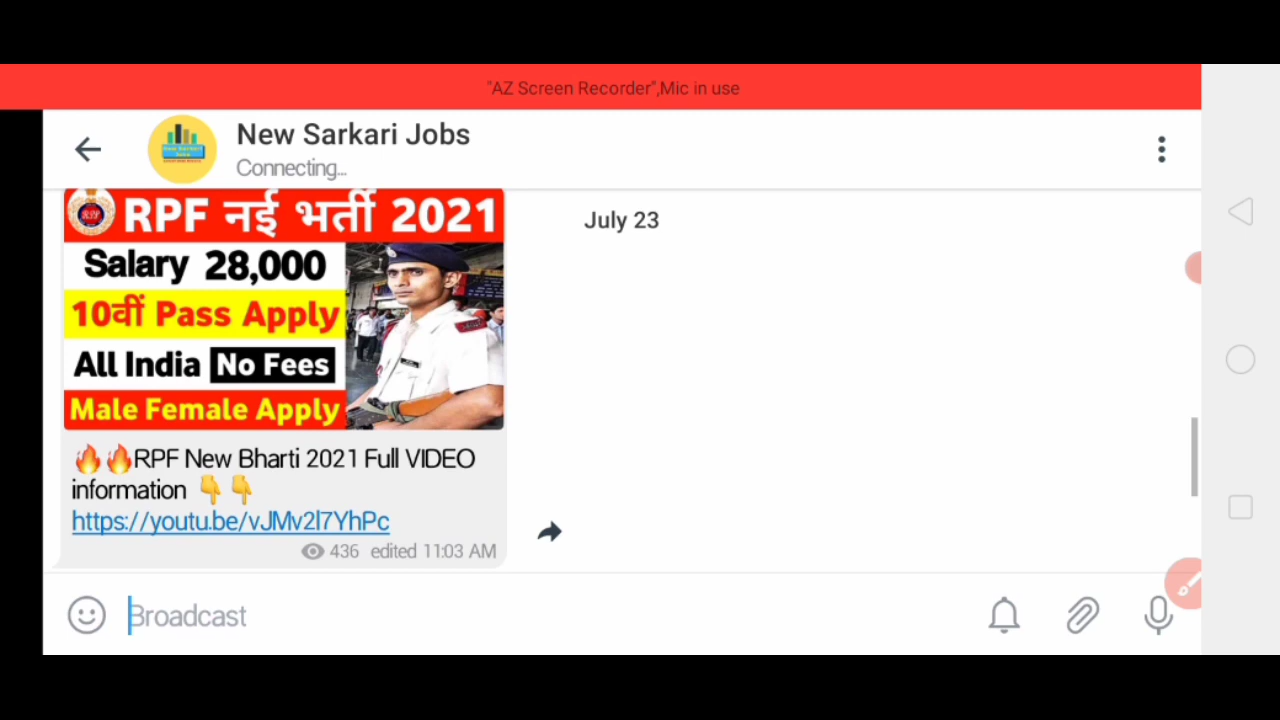 "AZ Screen Recorder",Mic in use
New Sarkari Jobs
Connecting...
July 23
RPF नई भर्ती 2021
Salary 28,000
10वीं Pass Apply
All India No Fees
Male Female Apply
🔥🔥RPF New Bharti 2021 Full VIDEO
information 👇👇
https://youtu.be/vJMv2l7YhPc
436 edited 11:03 AM
Broadcast